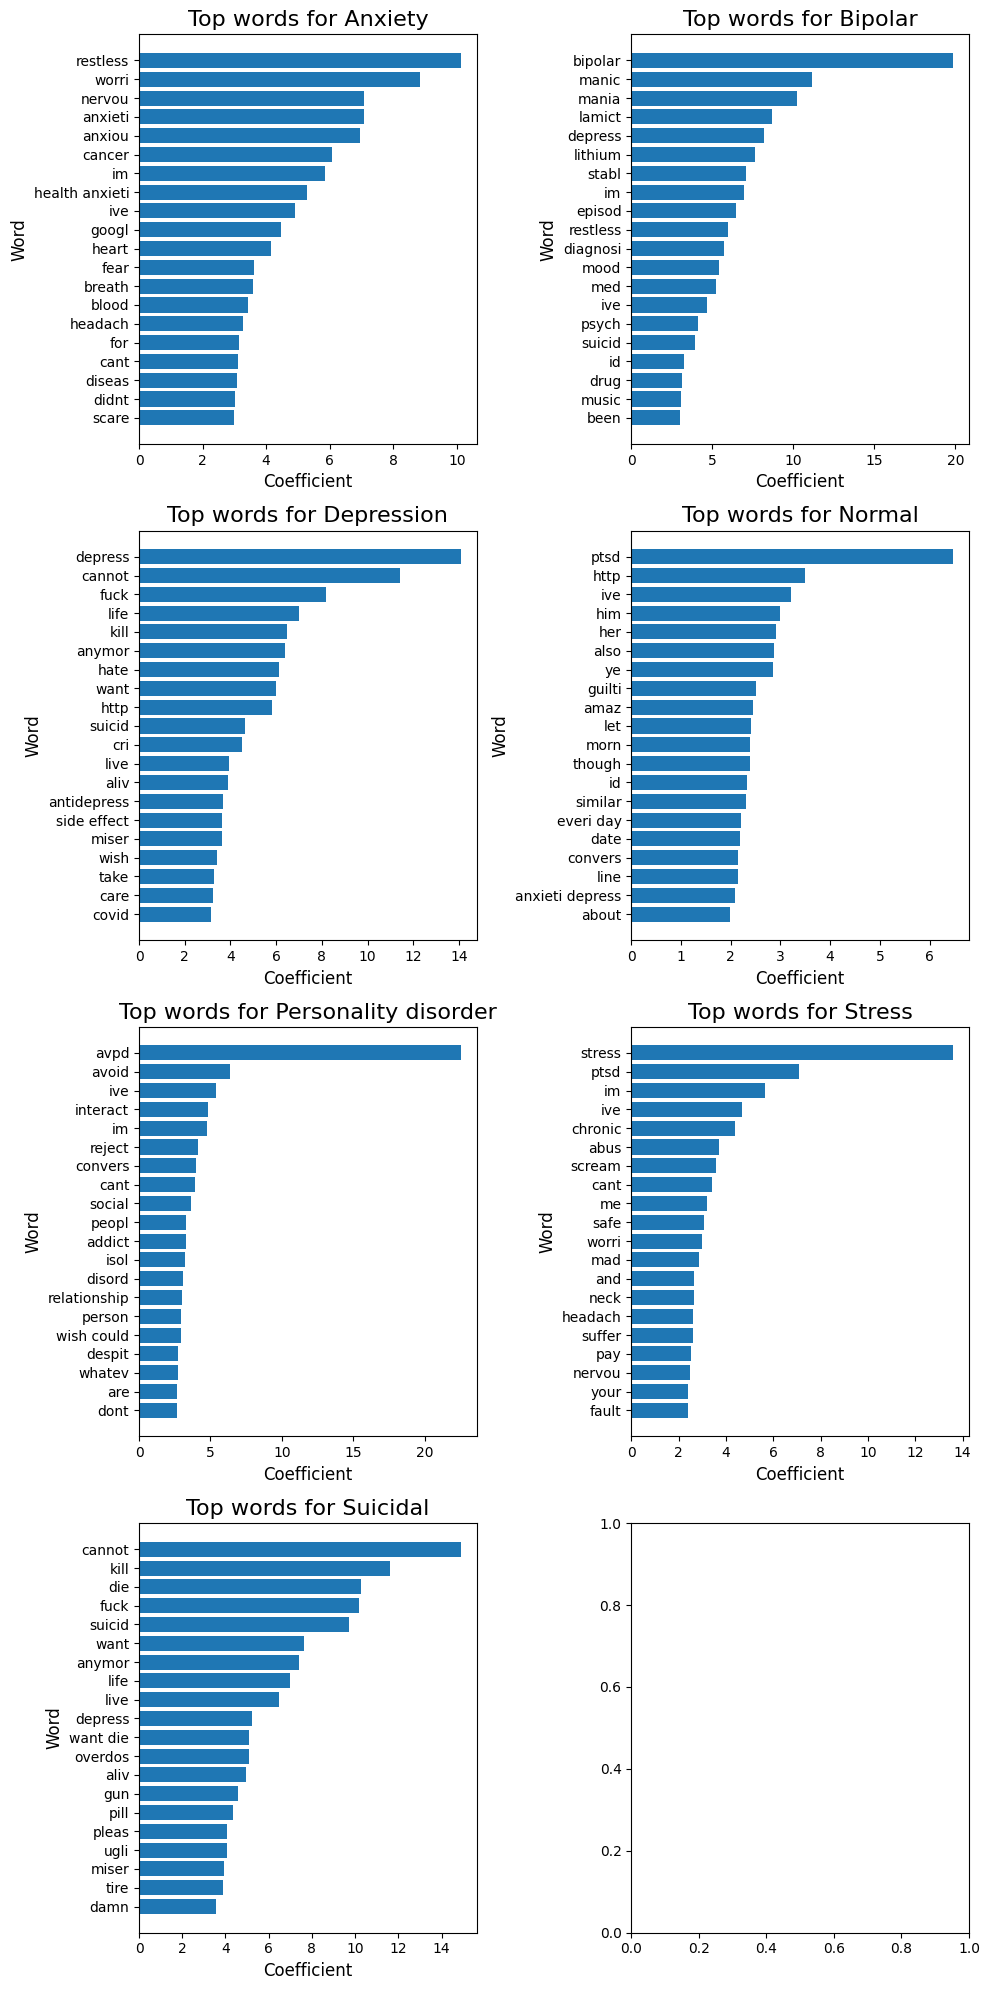 Top words for Anxiety
Word
restless
worri
nervou
anxieti
anxiou
cancer
im
health anxieti
ive
googl
heart
fear
breath
blood
headach
for
cant
diseas
didnt
scare
0 2 4 6 8 10
Coefficient
Top words for Bipolar
Word
bipolar
manic
mania
lamict
depress
lithium
stabl
im
episod
restless
diagnosi
mood
med
ive
psych
suicid
id
drug
music
been
0 5 10 15 20
Coefficient
Top words for Depression
Word
depress
cannot
fuck
life
kill
anymor
hate
want
http
suicid
cri
live
aliv
antidepress
side effect
miser
wish
take
care
covid
0 2 4 6 8 10 12 14
Coefficient
Top words for Normal
Word
ptsd
http
ive
him
her
also
ye
guilti
amaz
let
morn
though
id
similar
everi day
date
convers
line
anxieti depress
about
0 1 2 3 4 5 6
Coefficient
Top words for Personality disorder
Word
avpd
avoid
ive
interact
im
reject
convers
cant
social
peopl
addict
isol
disord
relationship
person
wish could
despit
whatev
are
dont
0 5 10 15 20
Coefficient
Top words for Stress
Word
stress
ptsd
im
ive
chronic
abus
scream
cant
me
safe
worri
mad
and
neck
headach
suffer
pay
nervou
your
fault
0 2 4 6 8 10 12 14
Coefficient
Top words for Suicidal
Word
cannot
kill
die
fuck
suicid
want
anymor
life
live
depress
want die
overdos
aliv
gun
pill
pleas
ugli
miser
tire
damn
0 2 4 6 8 10 12 14
Coefficient
1.0
0.8
0.6
0.4
0.2
0.0
0.0 0.2 0.4 0.6 0.8 1.0